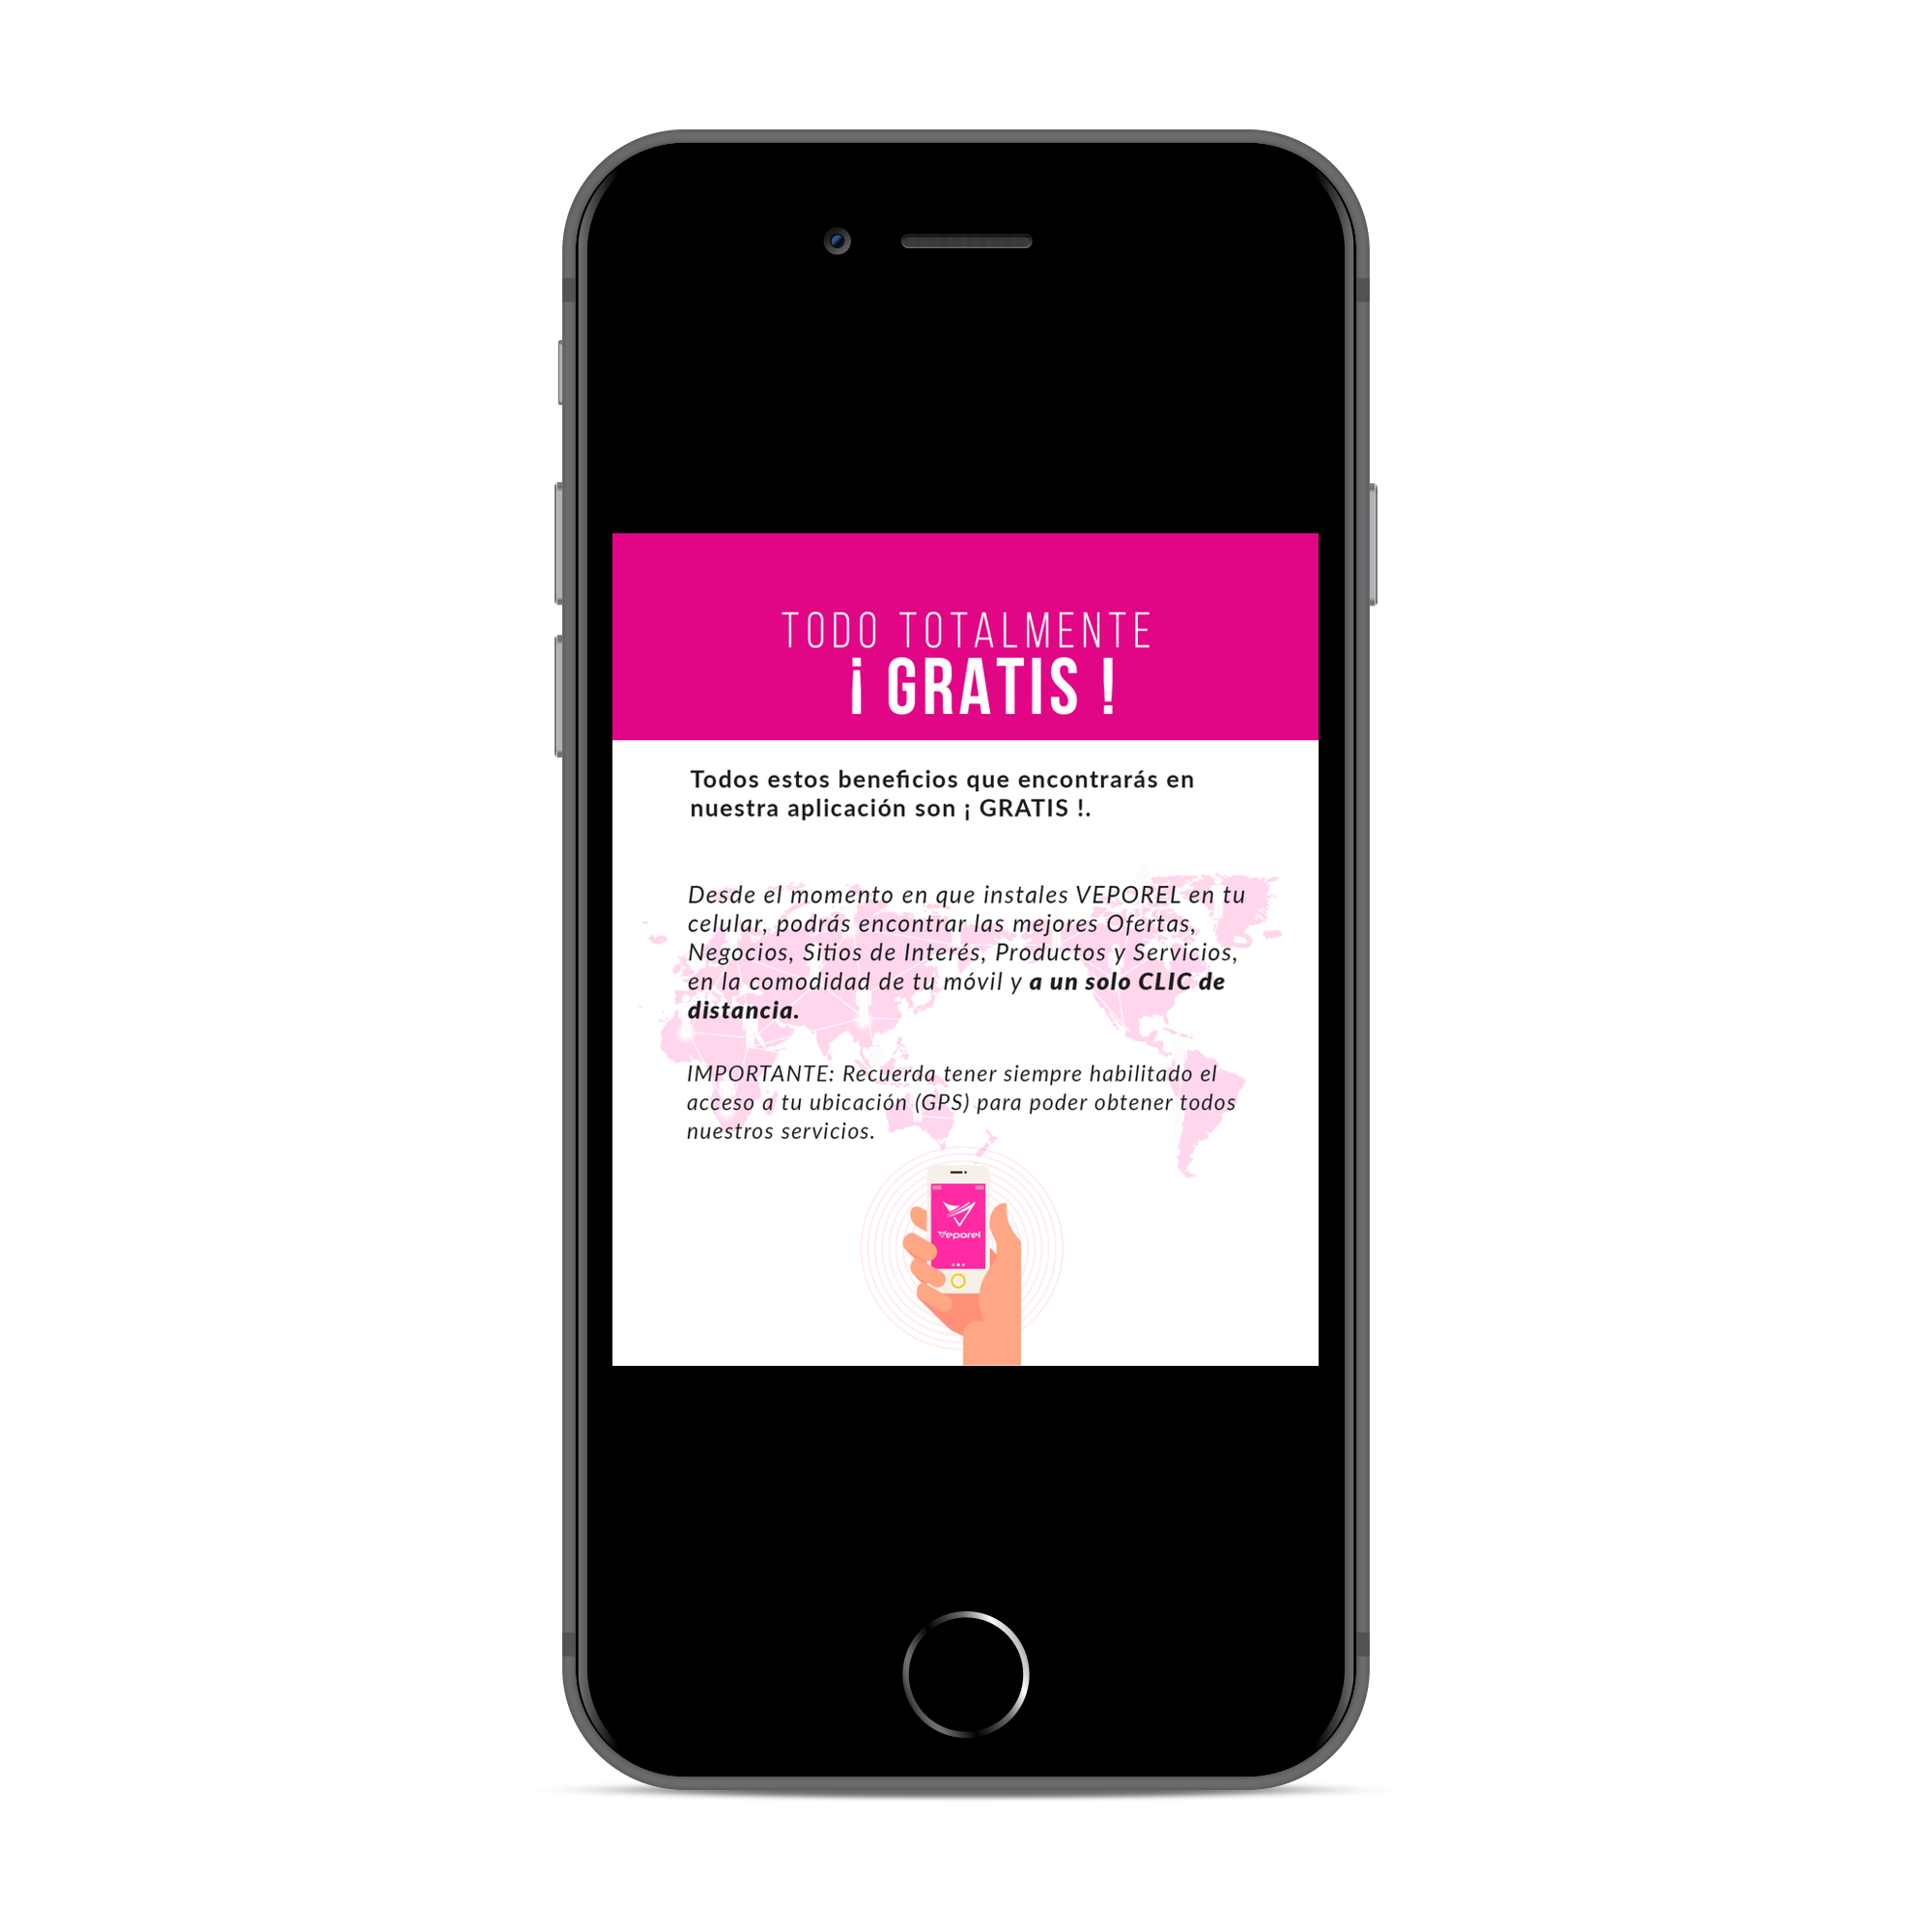 TODO TOTALMENTE
¡ GRATIS !
Todos estos beneficios que encontrarás en
nuestra aplicación son ¡ GRATIS !.
Desde el momento en que instales VEPOREL en tu
celular, podrás encontrar las mejores Ofertas,
Negocios, Sitios de Interés, Productos y Servicios,
en la comodidad de tu móvil y a un solo CLIC de
distancia.
IMPORTANTE: Recuerda tener siempre habilitado el
acceso a tu ubicación (GPS) para poder obtener todos
nuestros servicios.
Veporel